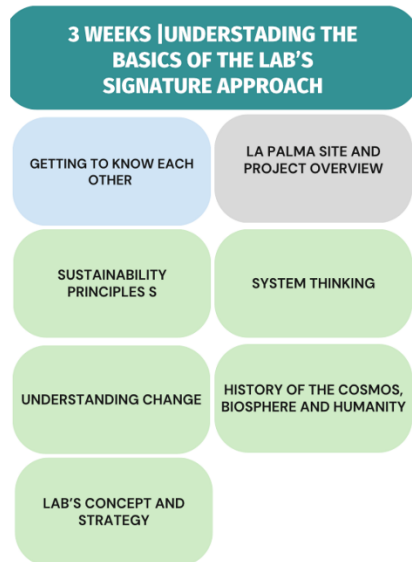 3 WEEKS |UNDERSTADING THE
BASICS OF THE LAB'S
SIGNATURE APPROACH
GETTING TO KNOW EACH
OTHER
LA PALMA SITE AND
PROJECT OVERVIEW
SUSTAINABILITY
PRINCIPLES S
SYSTEM THINKING
UNDERSTANDING CHANGE
HISTORY OF THE COSMOS,
BIOSPHERE AND HUMANITY
LAB'S CONCEPT AND
STRATEGY